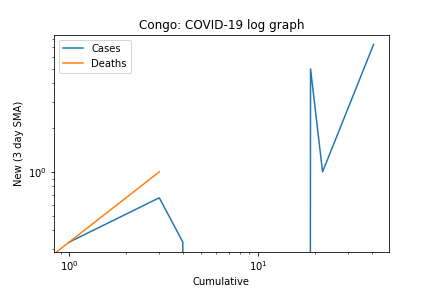 Congo: COVID-19 log graph
Cases
Deaths
New (3 day SMA)
10⁰
10⁰
10¹
Cumulative